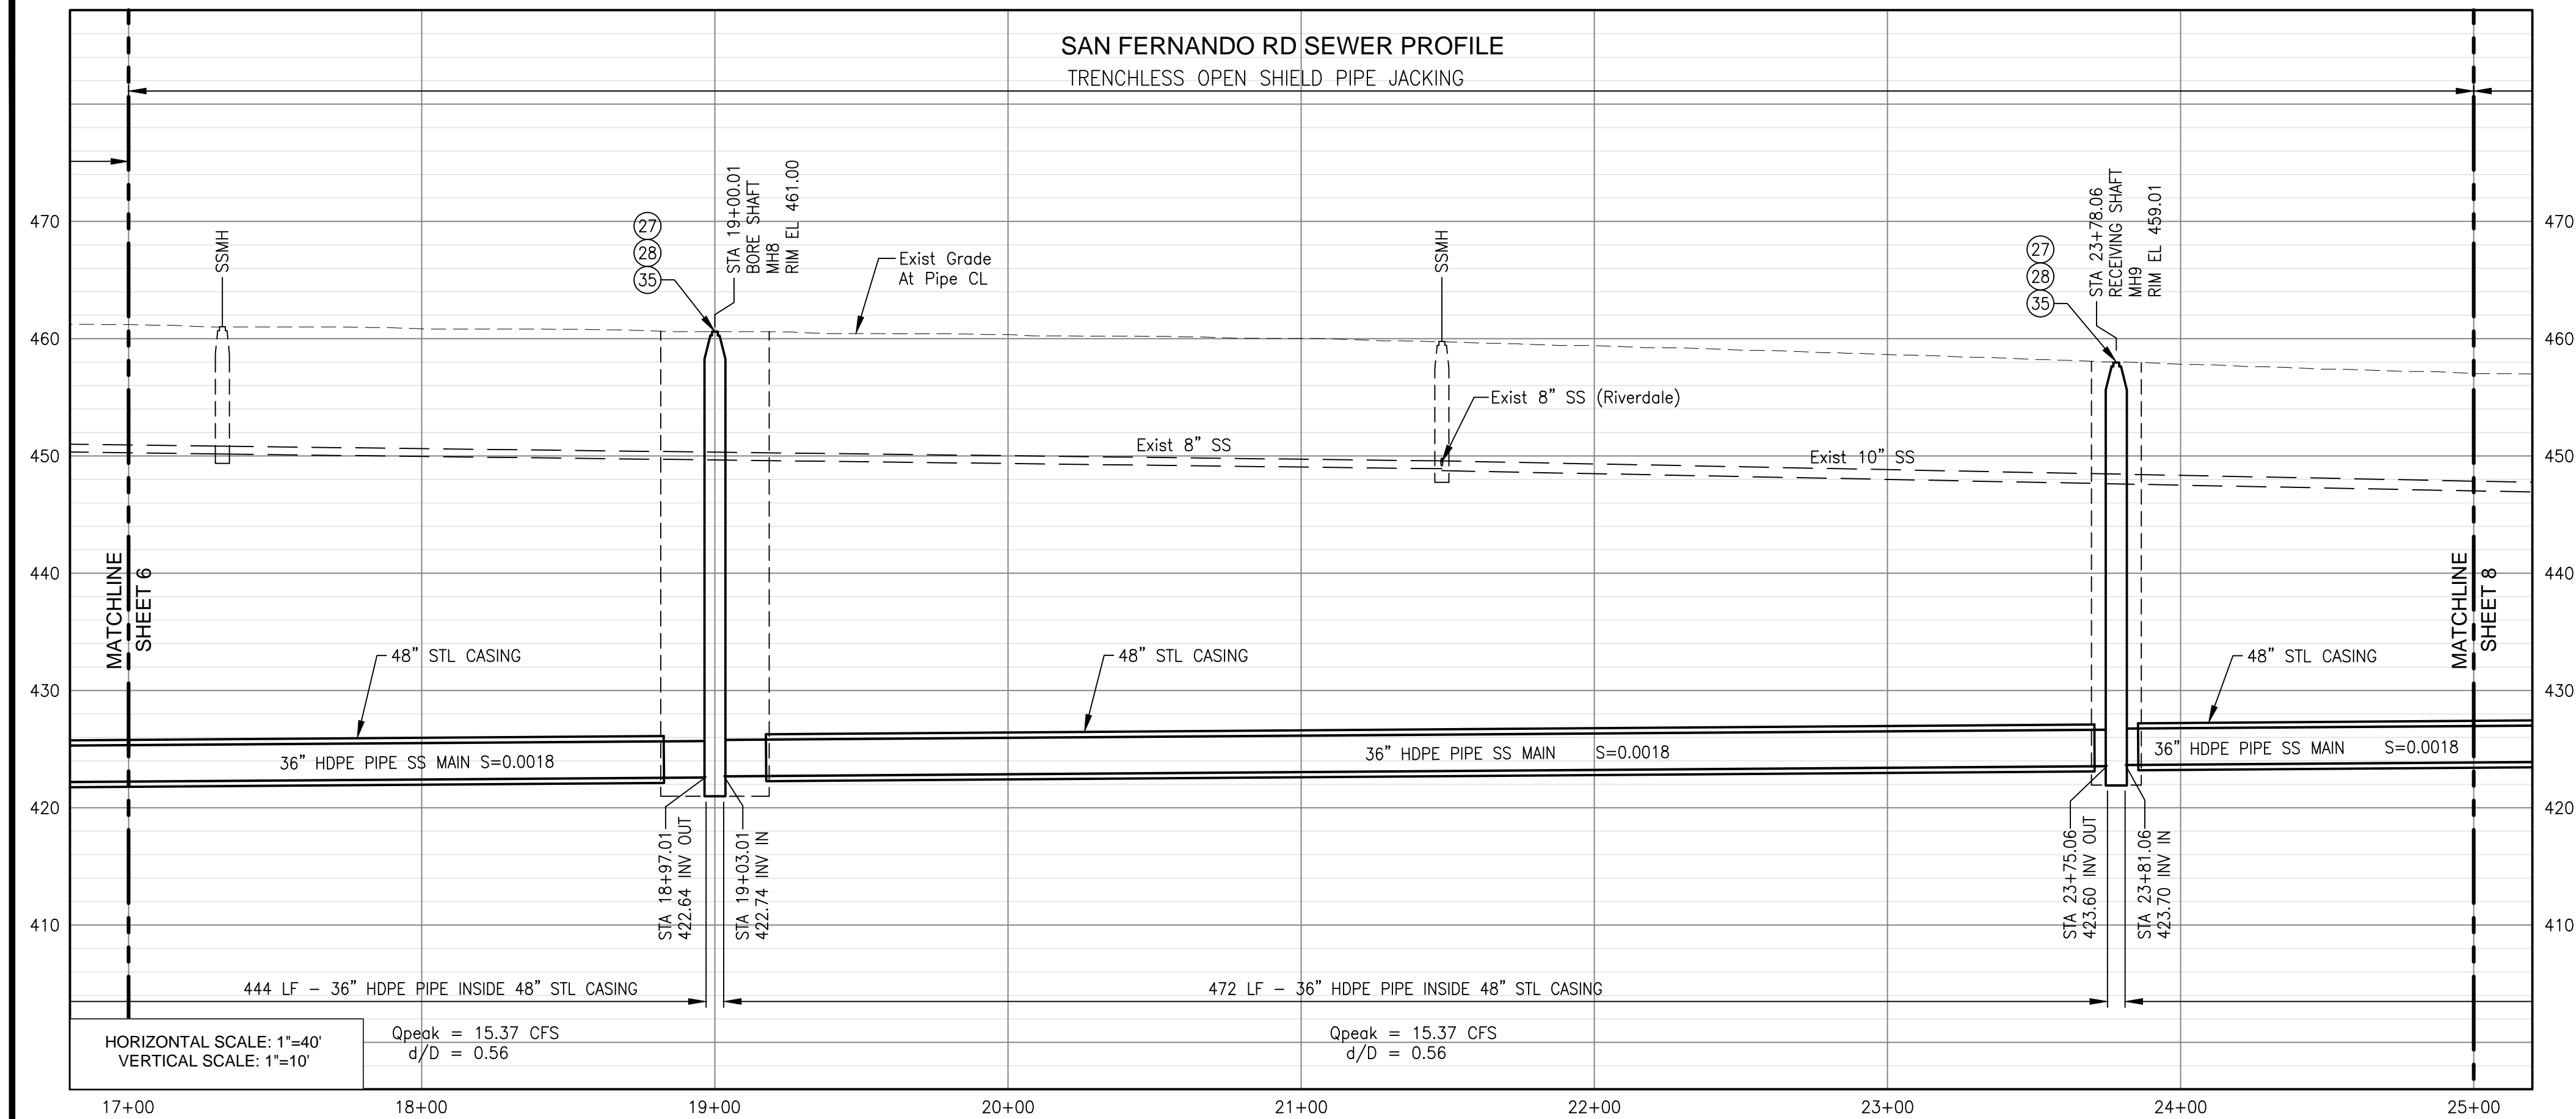 SAN FERNANDO RD SEWER PROFILE
TRENCHLESS OPEN SHIELD PIPE JACKING
470
460
450
440
430
420
410
470
460
450
440
430
420
410
MATCHLINE
SHEET 6
SSMH
27
28
35
STA 19+00.01
BORE SHAFT
MH8
RIM EL 461.00
Exist Grade
At Pipe CL
SSMH
Exist 8" SS (Riverdale)
Exist 8" SS
Exist 10" SS
27
28
35
STA 23+78.06
RECEIVING SHAFT
MH9
RIM EL 459.01
MATCHLINE
SHEET 8
48" STL CASING
48" STL CASING
48" STL CASING
36" HDPE PIPE SS MAIN S=0.0018
36" HDPE PIPE SS MAIN S=0.0018
36" HDPE PIPE SS MAIN S=0.0018
STA 18+97.01
422.64 INV OUT
STA 19+03.01
422.74 INV IN
STA 23+75.06
423.60 INV OUT
STA 23+81.06
423.70 INV IN
444 LF - 36" HDPE PIPE INSIDE 48" STL CASING
472 LF - 36" HDPE PIPE INSIDE 48" STL CASING
HORIZONTAL SCALE: 1"=40'
VERTICAL SCALE: 1"=10'
Qpeak = 15.37 CFS
d/D = 0.56
Qpeak = 15.37 CFS
d/D = 0.56
17+00
18+00
19+00
20+00
21+00
22+00
23+00
24+00
25+00